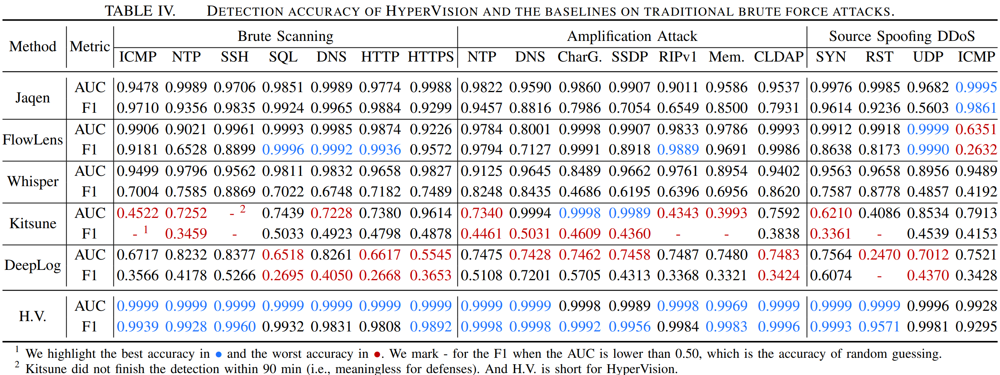 TABLE IV. DETECTION ACCURACY OF HYPERVISION AND THE BASELINES ON TRADITIONAL BRUTE FORCE ATTACKS.
Method Metric Brute Scanning Amplification Attack Source Spoofing DDoS
ICMP NTP SSH SQL DNS HTTP HTTPS NTP DNS CharG. SSDP RIPv1 Mem. CLDAP SYN RST UDP ICMP
Jaqen AUC 0.9478 0.9989 0.9706 0.9851 0.9989 0.9774 0.9988 0.9822 0.9590 0.9860 0.9907 0.9011 0.9586 0.9537 0.9976 0.9985 0.9682 0.9995
F1 0.9710 0.9356 0.9835 0.9924 0.9965 0.9884 0.9299 0.9457 0.8816 0.7986 0.7054 0.6549 0.8500 0.7931 0.9614 0.9236 0.5603 0.9861
FlowLens AUC 0.9906 0.9021 0.9961 0.9993 0.9985 0.9874 0.9226 0.9784 0.8001 0.9998 0.9907 0.9833 0.9786 0.9993 0.9912 0.9918 0.9999 0.6351
F1 0.9181 0.6528 0.8899 0.9996 0.9992 0.9936 0.9572 0.9794 0.7127 0.9991 0.8918 0.9889 0.9691 0.9986 0.8638 0.8173 0.9990 0.2632
Whisper AUC 0.9499 0.9796 0.9562 0.9811 0.9832 0.9658 0.9827 0.9125 0.9645 0.8489 0.9662 0.9761 0.8954 0.9402 0.9563 0.9658 0.8956 0.9489
F1 0.7004 0.7585 0.8869 0.7022 0.6748 0.7182 0.7489 0.8248 0.8435 0.4686 0.6195 0.6396 0.6956 0.8620 0.7587 0.8778 0.4857 0.4192
Kitsune AUC 0.4522 0.7252 - 2 0.7439 0.7228 0.7380 0.9614 0.7340 0.9994 0.9998 0.9989 0.4343 0.3993 0.7592 0.6210 0.4086 0.8534 0.7913
F1 - 1 0.3459 - 0.5033 0.4923 0.4798 0.4878 0.4461 0.5031 0.4609 0.4360 - - 0.3838 0.3361 - 0.4539 0.4153
DeepLog AUC 0.6717 0.8232 0.8377 0.6518 0.8261 0.6617 0.5545 0.7475 0.7428 0.7462 0.7458 0.7487 0.7480 0.7483 0.7564 0.2470 0.7012 0.7521
F1 0.3566 0.4178 0.5266 0.2695 0.4050 0.2668 0.3653 0.5108 0.7201 0.5705 0.4313 0.3368 0.3321 0.3424 0.6074 - 0.4370 0.3428
H.V. AUC 0.9999 0.9999 0.9999 0.9999 0.9999 0.9999 0.9999 0.9999 0.9999 0.9998 0.9989 0.9998 0.9969 0.9999 0.9999 0.9999 0.9996 0.9928
F1 0.9939 0.9928 0.9960 0.9932 0.9831 0.9808 0.9892 0.9998 0.9998 0.9992 0.9956 0.9984 0.9983 0.9996 0.9993 0.9571 0.9981 0.9295
1 We highlight the best accuracy in ● and the worst accuracy in ●. We mark - for the F1 when the AUC is lower than 0.50, which is the accuracy of random guessing.
2 Kitsune did not finish the detection within 90 min (i.e., meaningless for defenses). And H.V. is short for HyperVision.